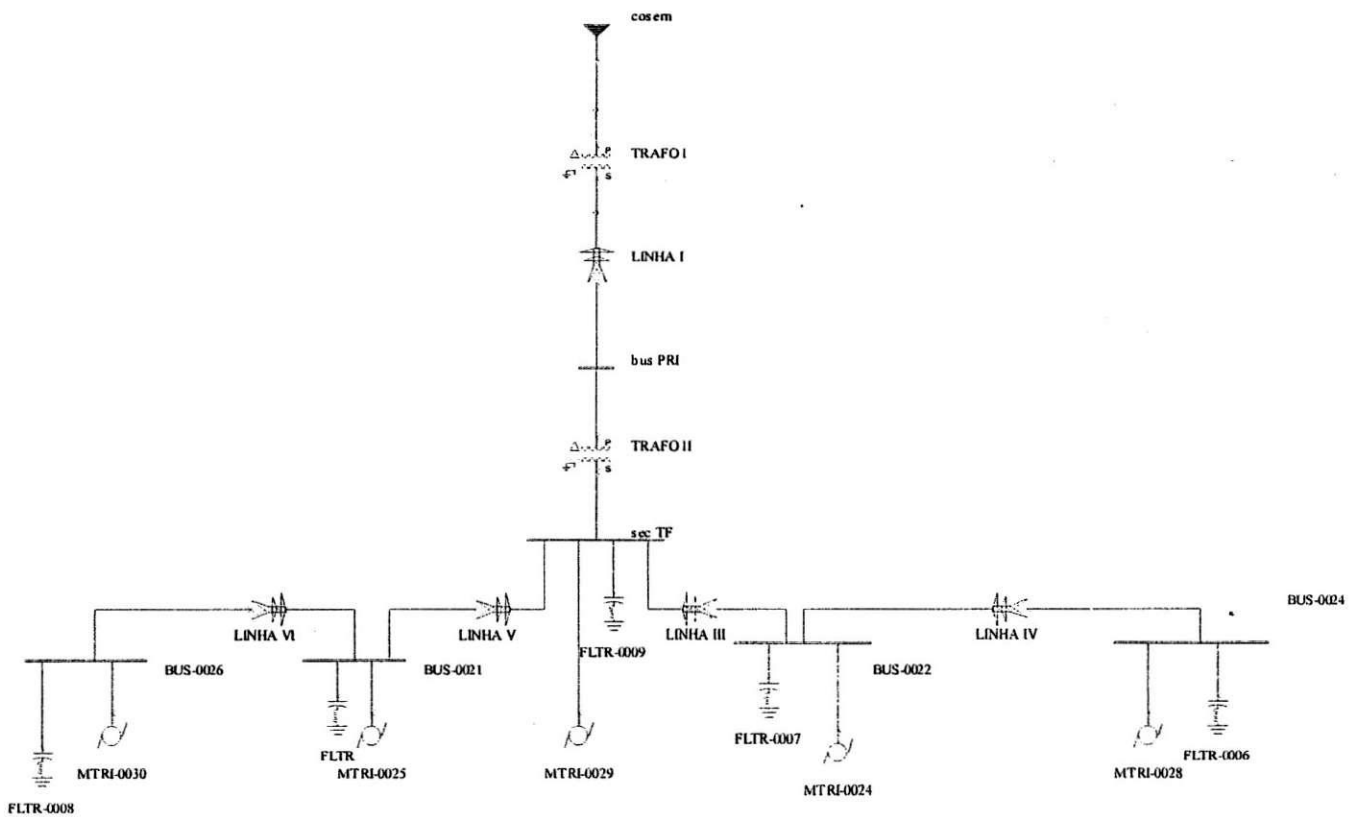 cosern
P
TRAFO I
S
LINHA I
bus PRI
P
TRAFO II
S
sec TF
BUS-0024
LINHA VI
LINHA V
LINHA III
LINHA IV
FLTR-0009
BUS-0026
BUS-0021
BUS-0022
FLTR-0007
FLTR
FLTR-0006
MTRI-0030
MTRI-0025
MTRI-0029
MTRI-0028
MTRI-0024
FLTR-0008